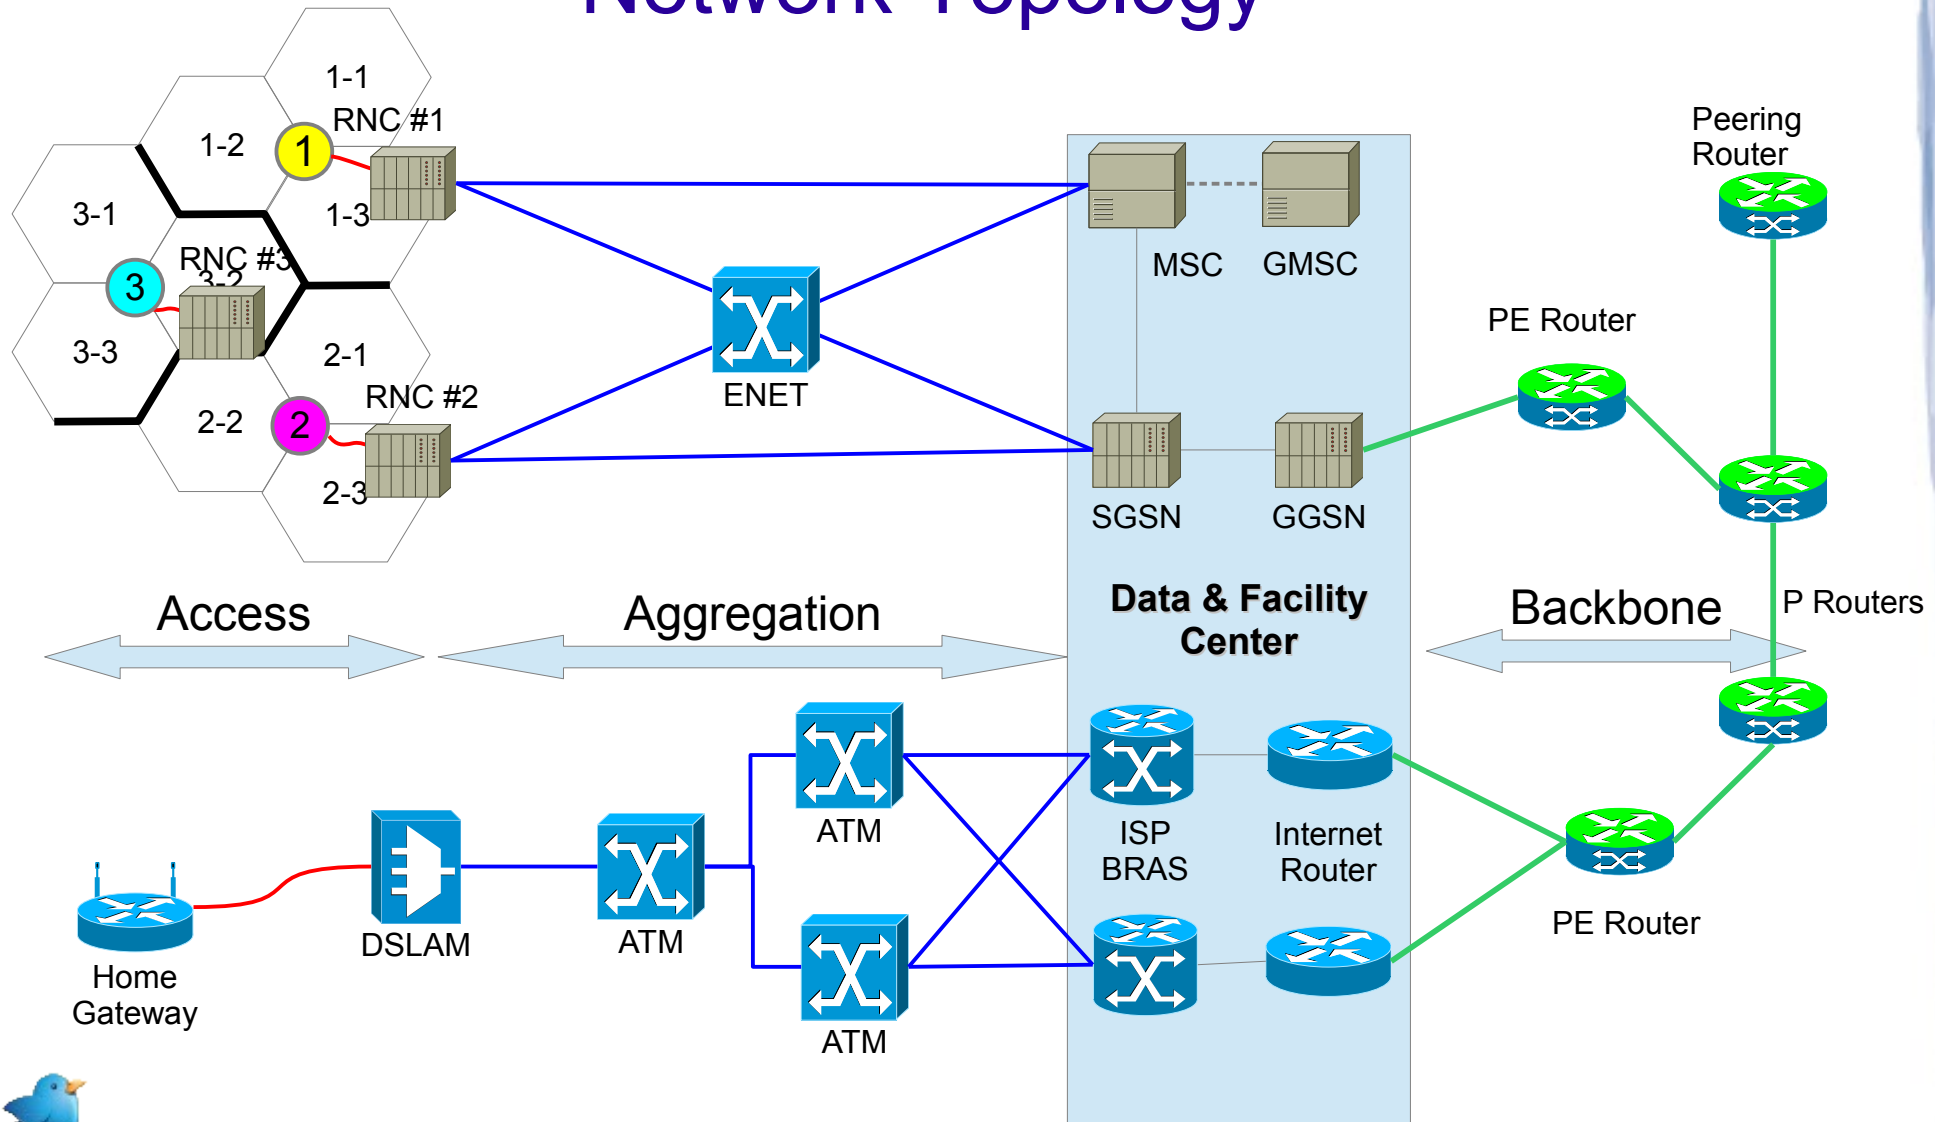 Network Topology
1-1
RNC #1
1-2
1
1-3
3-1
RNC #3
3-2
3
3-3
2-1
RNC #2
2-2
2
2-3
ENET
MSC
GMSC
SGSN
GGSN
Peering
Router
PE Router
P Routers
Access
Aggregation
Data & Facility
Center
Backbone
Home
Gateway
DSLAM
ATM
ATM
ATM
ISP
BRAS
Internet
Router
PE Router